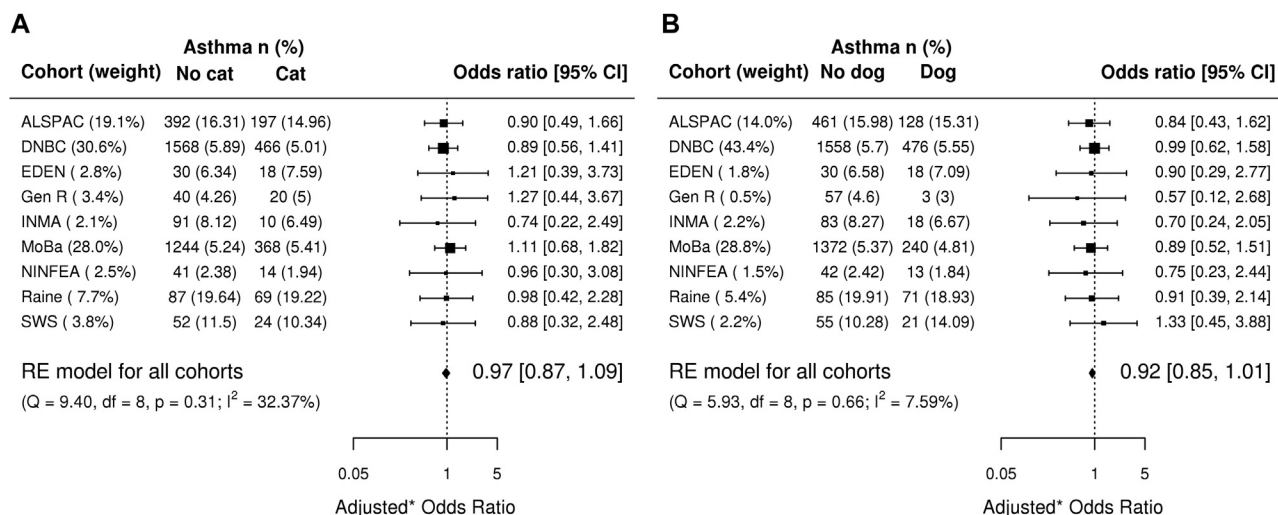 A
Asthma n (%)
Cohort (weight) No cat Cat Odds ratio [95% CI]
ALSPAC (19.1%) 392 (16.31) 197 (14.96) 0.90 [0.49, 1.66]
DNBC (30.6%) 1568 (5.89) 466 (5.01) 0.89 [0.56, 1.41]
EDEN ( 2.8%) 30 (6.34) 18 (7.59) 1.21 [0.39, 3.73]
Gen R ( 3.4%) 40 (4.26) 20 (5) 1.27 [0.44, 3.67]
INMA ( 2.1%) 91 (8.12) 10 (6.49) 0.74 [0.22, 2.49]
MoBa (28.0%) 1244 (5.24) 368 (5.41) 1.11 [0.68, 1.82]
NINFEA ( 2.5%) 41 (2.38) 14 (1.94) 0.96 [0.30, 3.08]
Raine ( 7.7%) 87 (19.64) 69 (19.22) 0.98 [0.42, 2.28]
SWS ( 3.8%) 52 (11.5) 24 (10.34) 0.88 [0.32, 2.48]
RE model for all cohorts 0.97 [0.87, 1.09]
(Q = 9.40, df = 8, p = 0.31; I² = 32.37%)
0.05 1 5
Adjusted* Odds Ratio
B
Asthma n (%)
Cohort (weight) No dog Dog Odds ratio [95% CI]
ALSPAC (14.0%) 461 (15.98) 128 (15.31) 0.84 [0.43, 1.62]
DNBC (43.4%) 1558 (5.7) 476 (5.55) 0.99 [0.62, 1.58]
EDEN ( 1.8%) 30 (6.58) 18 (7.09) 0.90 [0.29, 2.77]
Gen R ( 0.5%) 57 (4.6) 3 (3) 0.57 [0.12, 2.68]
INMA ( 2.2%) 83 (8.27) 18 (6.67) 0.70 [0.24, 2.05]
MoBa (28.8%) 1372 (5.37) 240 (4.81) 0.89 [0.52, 1.51]
NINFEA ( 1.5%) 42 (2.42) 13 (1.84) 0.75 [0.23, 2.44]
Raine ( 5.4%) 85 (19.91) 71 (18.93) 0.91 [0.39, 2.14]
SWS ( 2.2%) 55 (10.28) 21 (14.09) 1.33 [0.45, 3.88]
RE model for all cohorts 0.92 [0.85, 1.01]
(Q = 5.93, df = 8, p = 0.66; I² = 7.59%)
0.05 1 5
Adjusted* Odds Ratio